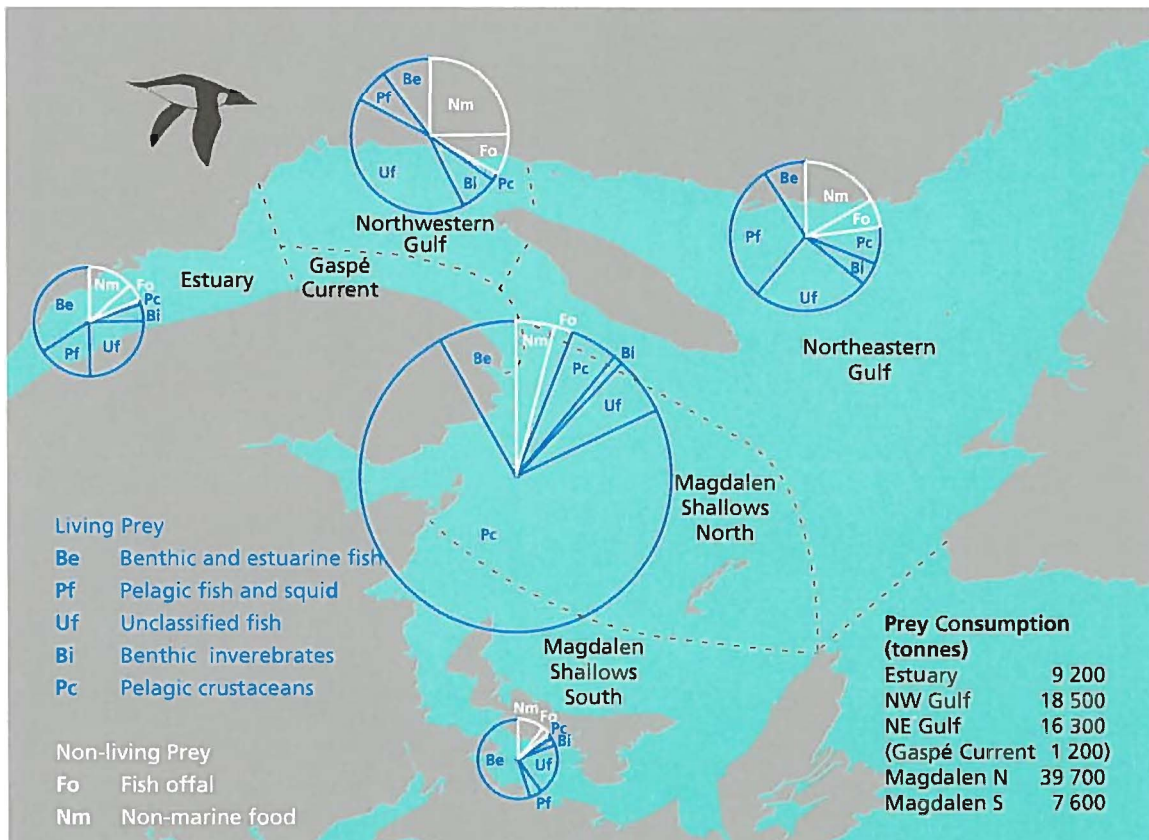 Be
Nm
Pf
Fo
Uf
Bi
Pc
Northwestern
Gulf
Be
Nm
Pf
Fo
Pc
Bi
Uf
Northeastern
Gulf
Estuary
Gaspé
Current
Be
Nm
Fo
Pc
Bi
Pf
Uf
Be
Nm
Fo
Pc
Bi
Uf
Pc
Magdalen
Shallows
North
Magdalen
Shallows
South
Nm
Fo
Pc
Bi
Be
Uf
Pf
Living Prey
Be Benthic and estuarine fish
Pf Pelagic fish and squid
Uf Unclassified fish
Bi Benthic inverebrates
Pc Pelagic crustaceans
Non-living Prey
Fo Fish offal
Nm Non-marine food
Prey Consumption
(tonnes)
Estuary 9 200
NW Gulf 18 500
NE Gulf 16 300
(Gaspé Current 1 200)
Magdalen N 39 700
Magdalen S 7 600